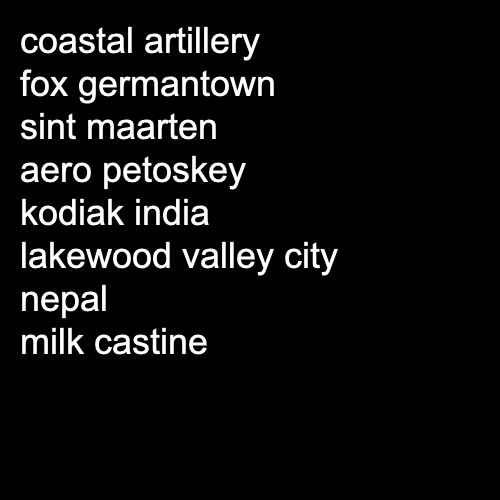 coastal artillery
fox germantown
sint maarten
aero petoskey
kodiak india
lakewood valley city
nepal
milk castine